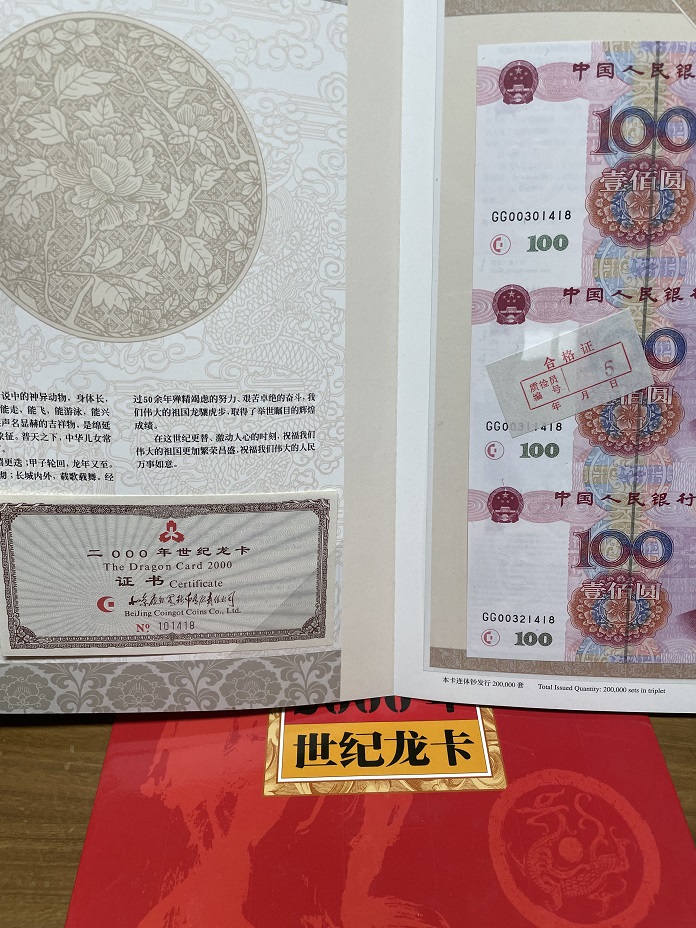 说中的神异动物，身体长，
能走，能飞，能游泳，能兴
声名显赫的吉祥物，是绵延
象征。普天之下，中华儿女常
更迭；甲子轮回，龙年又至。
胡；长城内外，载歌载舞。经
过50余年殚精竭虑的努力、艰苦卓绝的奋斗，我
们伟大的祖国龙骧虎步，取得了举世瞩目的辉煌
成绩。
在这世纪更替、激动人心的时刻，祝福我们
伟大的祖国更加繁荣昌盛，祝福我们伟大的人民
万事如意。
二000年世纪龙卡
The Dragon Card 2000
证书 Certificate
BeiJing Coingot Coins Co., Ltd.
№ 101418
中国人民银
100
壹佰圆
GG00301418
100
中国人民银行
合格证
质检员
编号
5
年 月 日
GG00311418
100
中国人民银行
100
壹佰圆
GG00321418
100
本卡连体钞发行 200,000 套 Total Issued Quantity: 200,000 sets in triplet
世纪龙卡